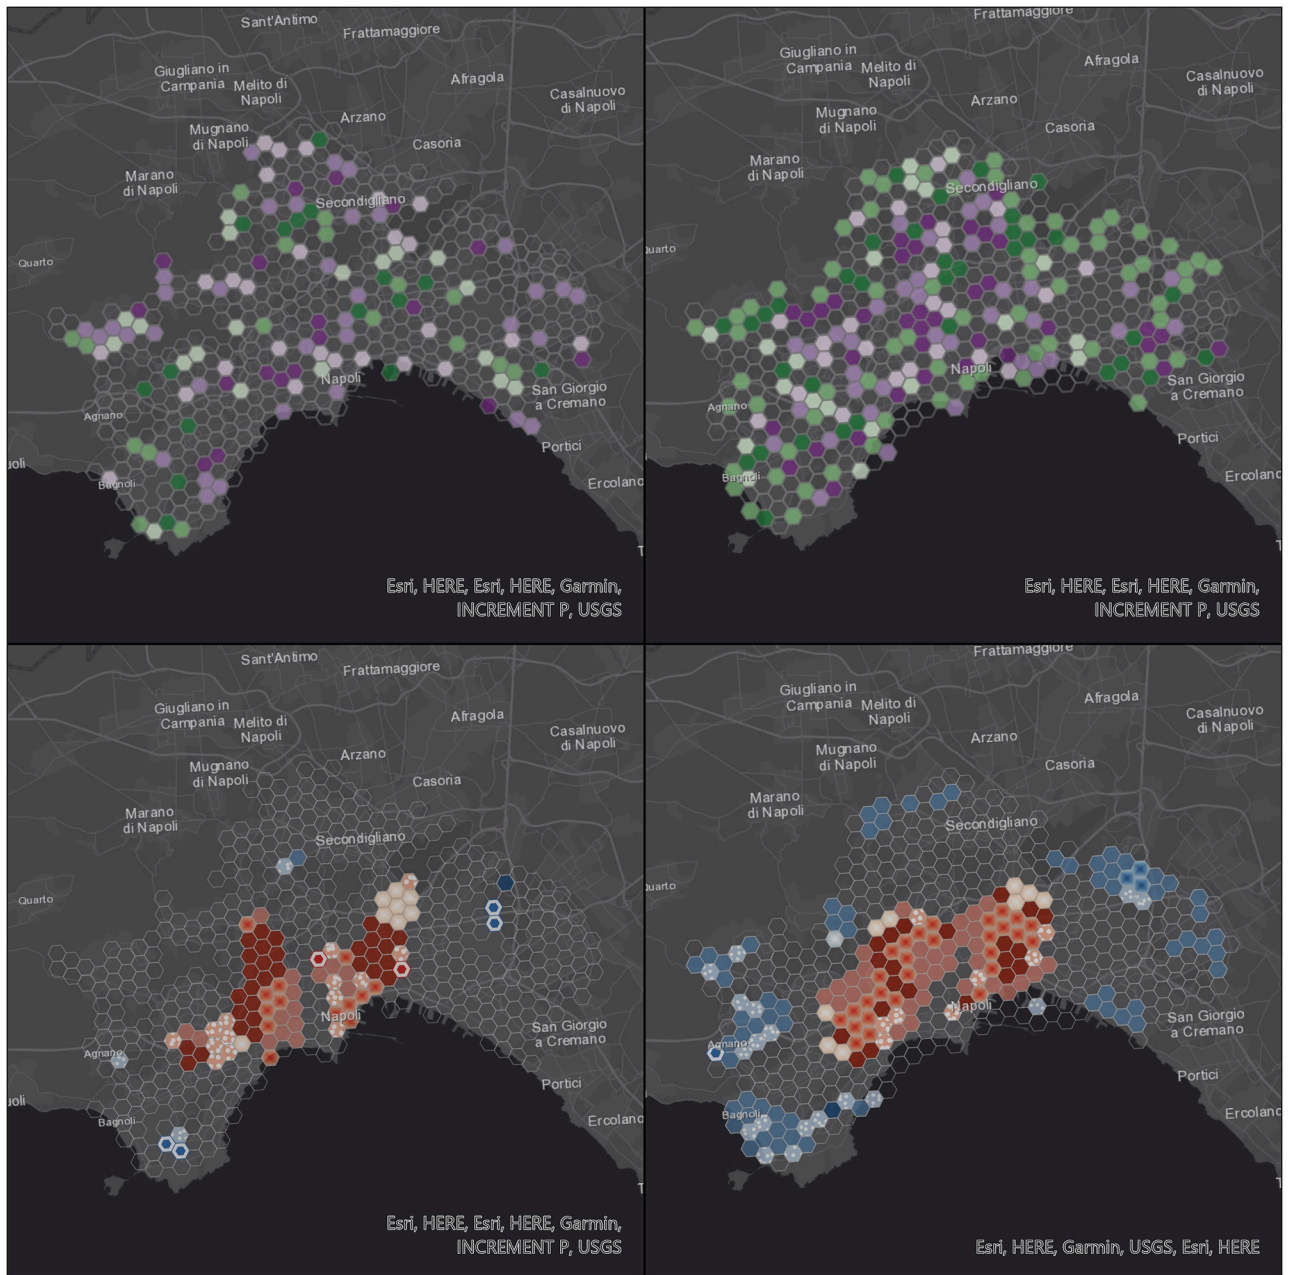 Sant'Antimo
Frattamaggiore
Giugliano in
Campania
Melito di
Napoli
Afragola
Casalnuovo
di Napoli
Mugnano
di Napoli
Arzano
Casoria
Marano
di Napoli
Secondigliano
Quarto
Napoli
San Giorgio
a Cremano
Agnano
Portici
uoli
Bagnoli
Ercolano
Esri, HERE, Esri, HERE, Garmin,
INCREMENT P, USGS
Frattamaggiore
Giugliano in
Campania
Melito di
Napoli
Afragola
Casalnuovo
di Napoli
Mugnano
di Napoli
Arzano
Casoria
Marano
di Napoli
Secondigliano
uarto
Napoli
San Giorgio
a Cremano
Agnano
Portici
Bagnoli
Ercolano
Esri, HERE, Esri, HERE, Garmin,
INCREMENT P, USGS
Sant'Antimo
Frattamaggiore
Giugliano in
Campania
Melito di
Napoli
Afragola
Casalnuovo
di Napoli
Mugnano
di Napoli
Arzano
Casoria
Marano
di Napoli
Secondigliano
Quarto
Napoli
San Giorgio
a Cremano
Agnano
Portici
uoli
Bagnoli
Ercolano
Esri, HERE, Esri, HERE, Garmin,
INCREMENT P, USGS
Frattamaggiore
Giugliano in
Campania
Melito di
Napoli
Afragola
Casalnuovo
di Napoli
Mugnano
di Napoli
Arzano
Casoria
Marano
di Napoli
Secondigliano
uarto
Napoli
San Giorgio
a Cremano
Agnano
Portici
Bagnoli
Ercolano
Esri, HERE, Garmin, USGS, Esri, HERE